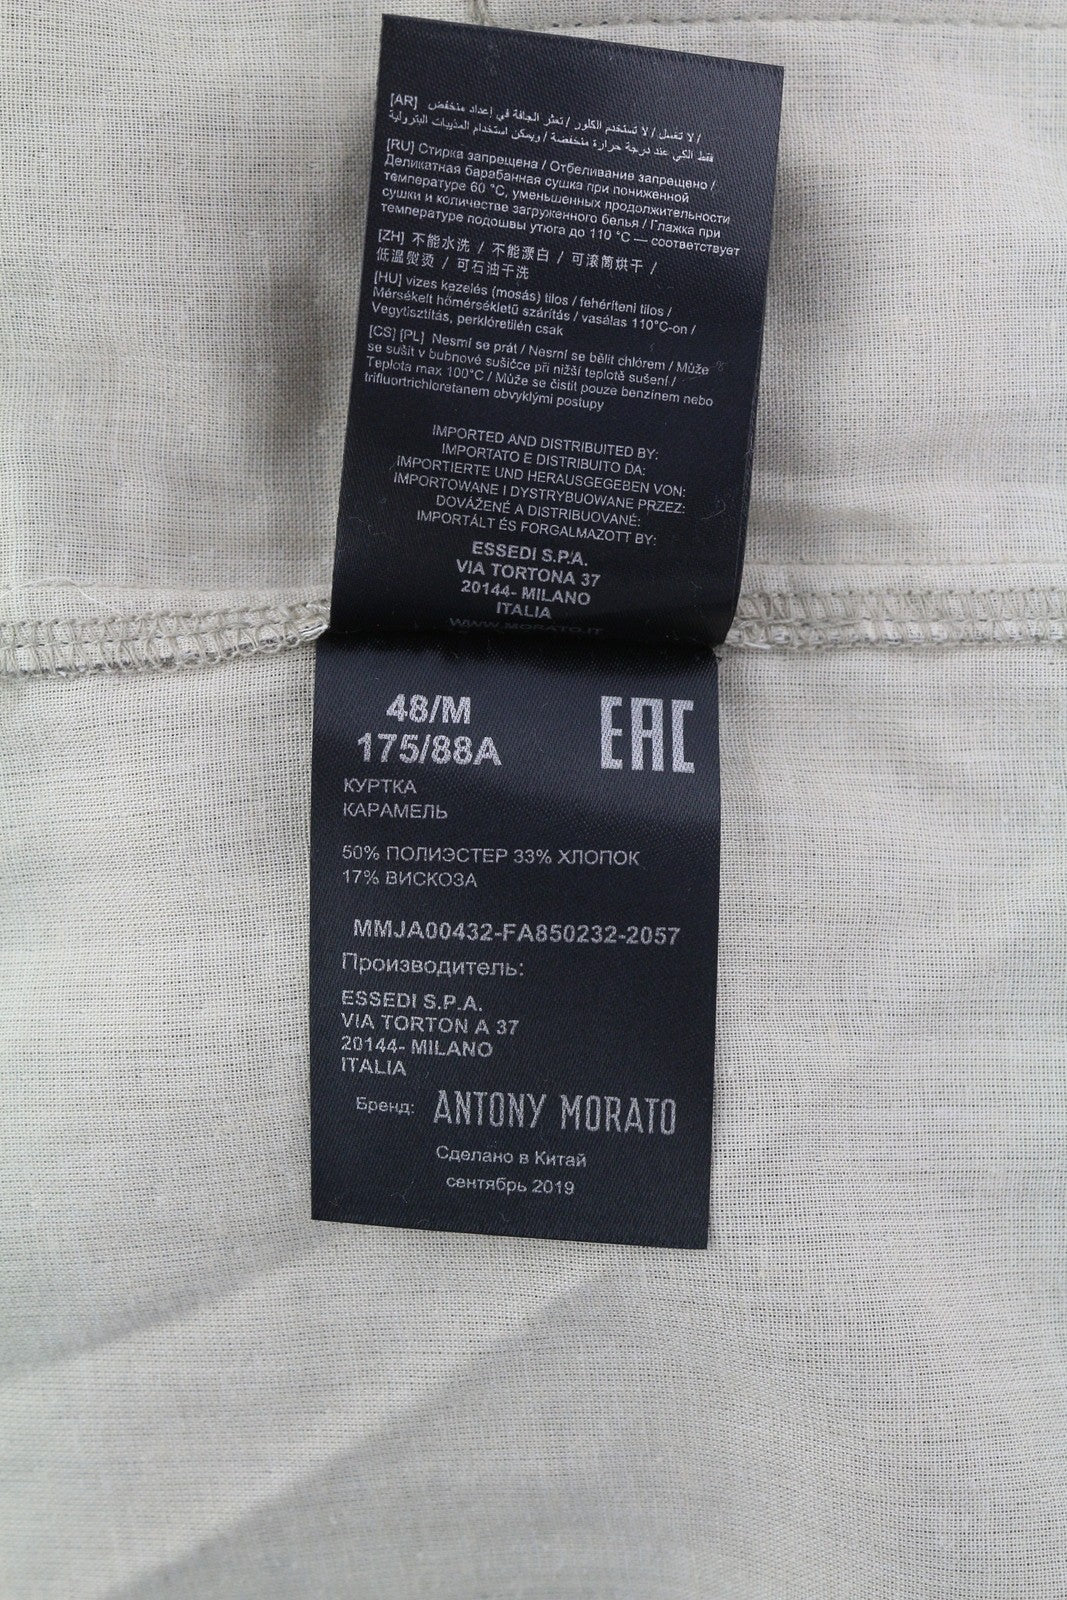 [AR] لا تغسل / لا تستخدم الكلور / تعثر الجافة في إعداد منخفض /
فقط الكي عند درجة حرارة منخفضة / ويمكن استخدام المذيبات البترولية
[RU] Стирка запрещена / Отбеливание запрещено /
Деликатная барабанная сушка при пониженной
температуре 60 °C, уменьшенных продолжительности
сушки и количестве загруженного белья / Глажка при
температуре подошвы утюга до 110 °C — соответствует
[ZH] 不能水洗 / 不能漂白 / 可滚筒烘干 /
低温熨烫 / 可石油干洗
[HU] vizes kezelés (mosás) tilos / fehéríteni tilos /
Mérsékelt hőmérsékletű szárítás / vasálas 110°C-on /
Vegytisztítás, perklóretilén csak
[CS] [PL] Nesmí se prát / Nesmí se bělit chlórem / Může
se sušit v bubnové sušičce při nižší teplotě sušení /
Teplota max 100°C / Může se čistit pouze benzínem nebo
trifluortrichloretanem obvyklými postupy
IMPORTED AND DISTRIBUTED BY:
IMPORTATO E DISTRIBUITO DA:
IMPORTIERTE UND HERAUSGEGEBEN VON:
IMPORTOWANE I DYSTRYBUOWANE PRZEZ:
DOVÁŽENÉ A DISTRIBUOVANÉ:
IMPORTÁLT ÉS FORGALMAZOTT BY:
ESSEDI S.P.A.
VIA TORTONA 37
20144- MILANO
ITALIA
WWW.MORATO.IT
48/M EAC
175/88A
КУРТКА
КАРАМЕЛЬ
50% ПОЛИЭСТЕР 33% ХЛОПОК
17% ВИСКОЗА
MMJA00432-FA850232-2057
Производитель:
ESSEDI S.P.A.
VIA TORTON A 37
20144- MILANO
ITALIA
Бренд: ANTONY MORATO
Сделано в Китай
сентябрь 2019